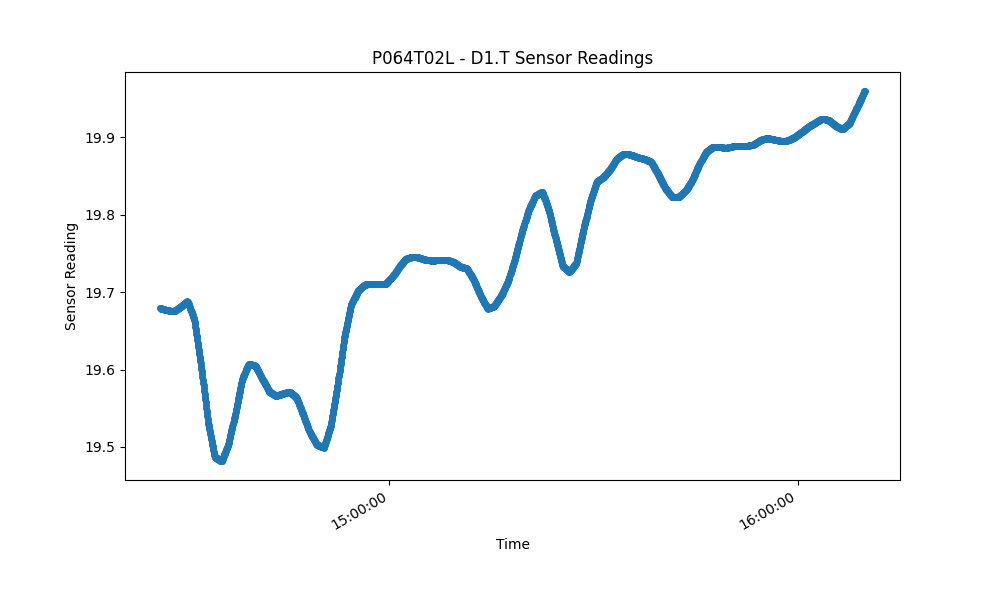 P064T02L - D1.T Sensor Readings
Sensor Reading
19.9
19.8
19.7
19.6
19.5
15:00:00
16:00:00
Time